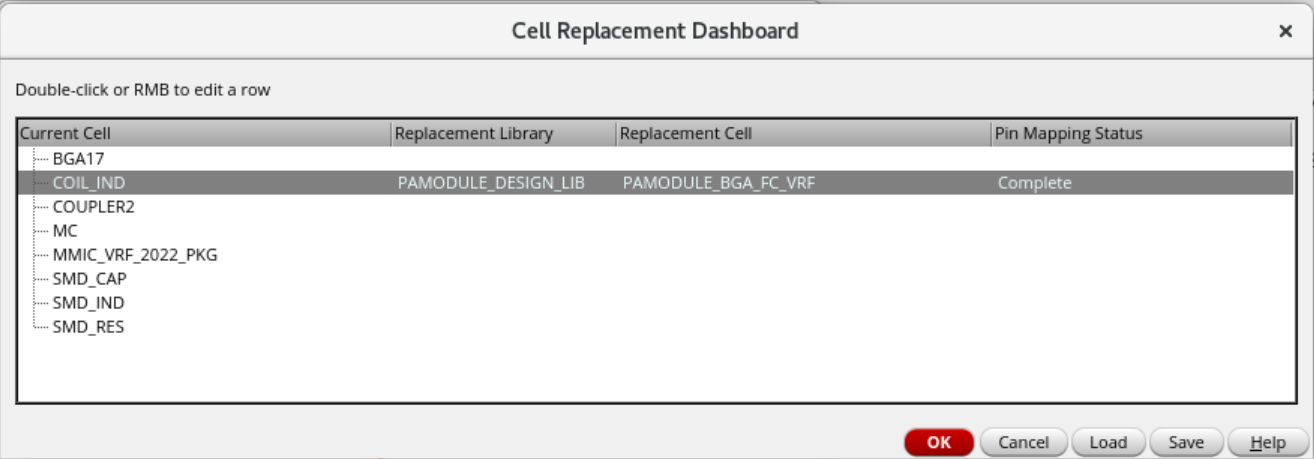 Cell Replacement Dashboard
Double-click or RMB to edit a row
Current Cell Replacement Library Replacement Cell Pin Mapping Status
BGA17
COIL_IND PAMODULE_DESIGN_LIB PAMODULE_BGA_FC_VRF Complete
COUPLER2
MC
MMIC_VRF_2022_PKG
SMD_CAP
SMD_IND
SMD_RES
OK Cancel Load Save Help